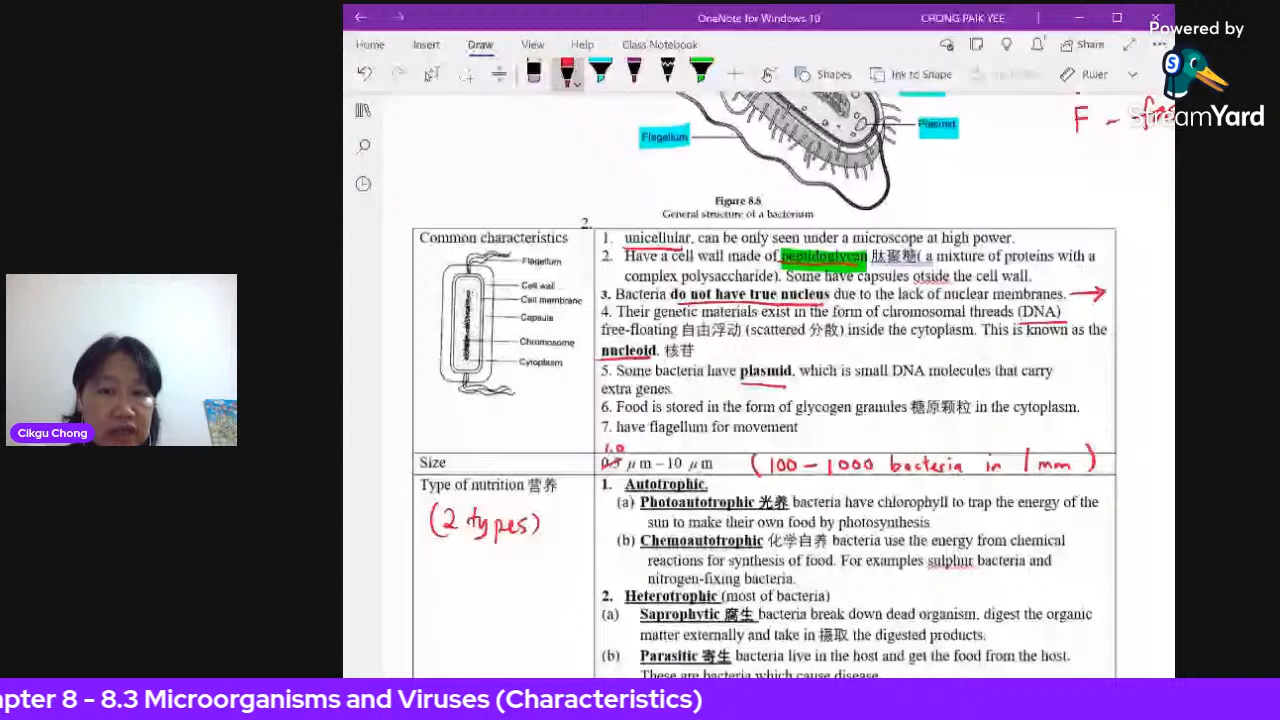 OneNote for Windows 10
CHONG PAIK YEE
Powered by
StreamYard
Home Insert Draw View Help Class Notebook
Share
Shapes Ink to Shape Ruler
F -
Flagellum
Plasmid
Figure 8.8
General structure of a bacterium
2.
Common characteristics
Flagellum
Cell wall
Cell membrane
Capsule
Chromosome
Cytoplasm
1. unicellular, can be only seen under a microscope at high power.
2. Have a cell wall made of peptidoglycan 肽聚糖( a mixture of proteins with a
complex polysaccharide). Some have capsules otside the cell wall.
3. Bacteria do not have true nucleus due to the lack of nuclear membranes.
4. Their genetic materials exist in the form of chromosomal threads (DNA)
free-floating 自由浮动 (scattered 分散) inside the cytoplasm. This is known as the
nucleoid. 核苷
5. Some bacteria have plasmid, which is small DNA molecules that carry
extra genes.
6. Food is stored in the form of glycogen granules 糖原颗粒 in the cytoplasm.
7. have flagellum for movement
Size
1.0
0.5 μm – 10 μm (100 - 1000 bacteria in 1 mm)
Type of nutrition 营养
(2 types)
1. Autotrophic.
(a) Photoautotrophic 光养 bacteria have chlorophyll to trap the energy of the
sun to make their own food by photosynthesis
(b) Chemoautotrophic 化学自养 bacteria use the energy from chemical
reactions for synthesis of food. For examples sulphur bacteria and
nitrogen-fixing bacteria.
2. Heterotrophic (most of bacteria)
(a) Saprophytic 腐生 bacteria break down dead organism, digest the organic
matter externally and take in 摄取 the digested products.
(b) Parasitic 寄生 bacteria live in the host and get the food from the host.
These are bacteria which cause disease.
Cikgu Chong
apter 8 - 8.3 Microorganisms and Viruses (Characteristics)